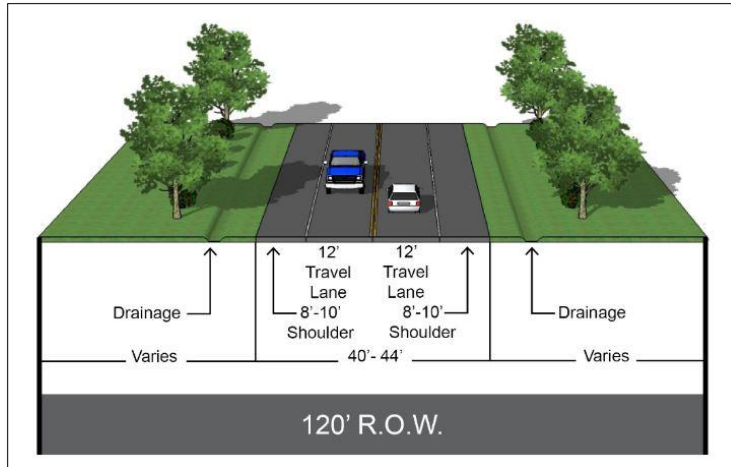 12' 12'
Travel Travel
Lane Lane
Drainage 8'-10' 8'-10' Drainage
Shoulder Shoulder
Varies 40'- 44' Varies
120' R.O.W.